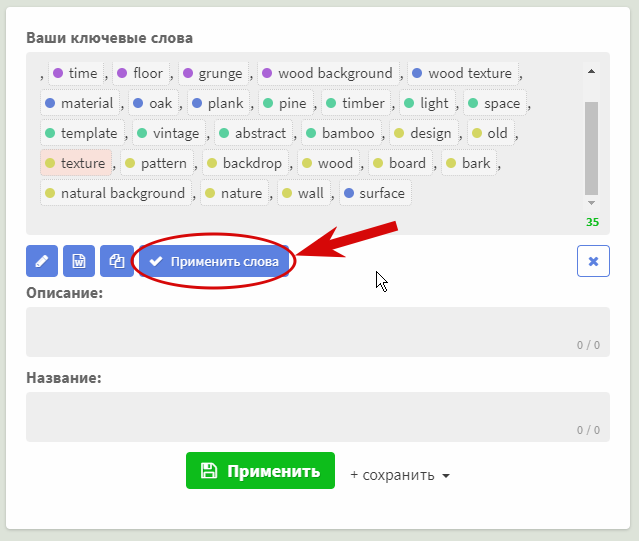 Ваши ключевые слова
, time , floor , grunge , wood background , wood texture ,
material , oak , plank , pine , timber , light , space ,
template , vintage , abstract , bamboo , design , old ,
texture , pattern , backdrop , wood , board , bark ,
natural background , nature , wall , surface
35
Применить слова
Описание:
0 / 0
Название:
0 / 0
Применить + сохранить